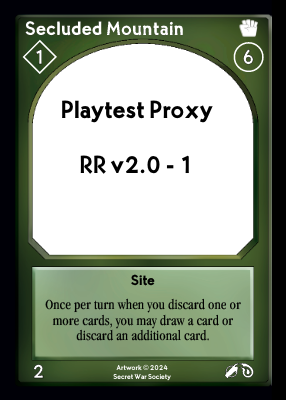 Secluded Mountain
1
6
Playtest Proxy
RR v2.0 - 1
Site
Once per turn when you discard one or
more cards, you may draw a card or
discard an additional card.
2
Artwork © 2024
Secret War Society